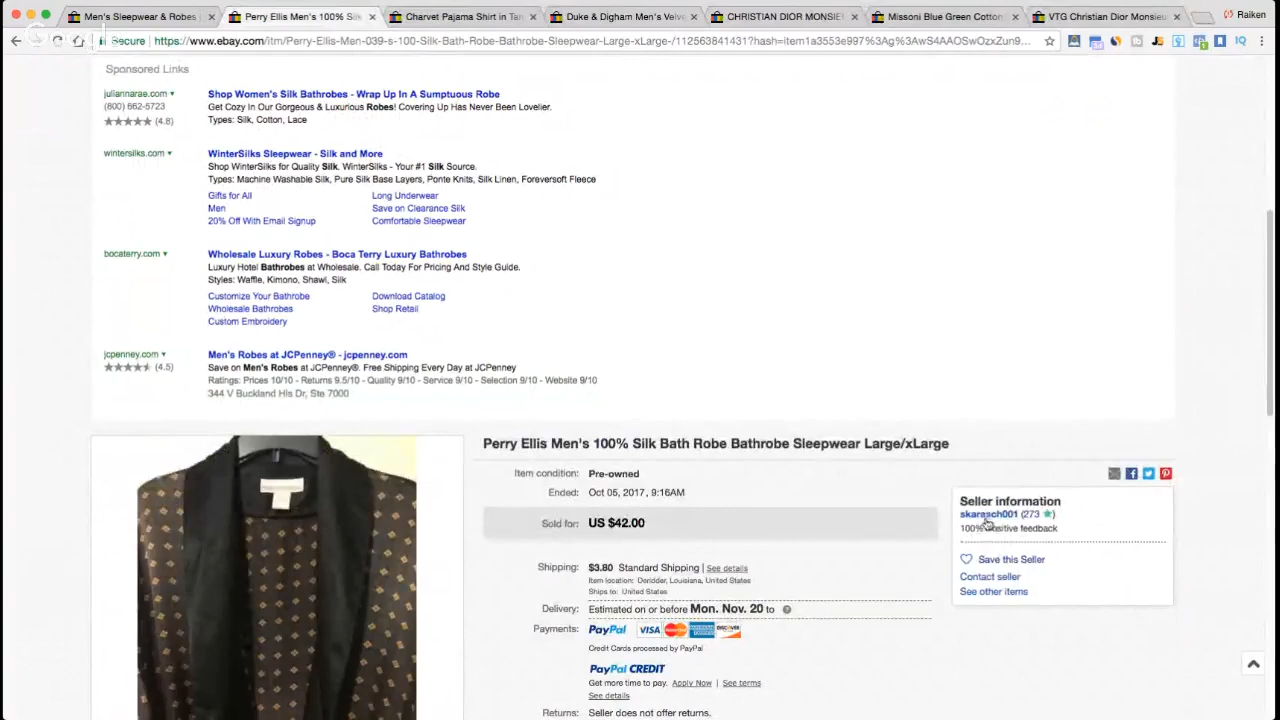 Men's Sleepwear & Robes
Perry Ellis Men's 100% Silk
Charvet Pajama Shirt in Tan
Duke & Digham Men's Velvet
CHRISTIAN DIOR MONSIE
Missoni Blue Green Cotton
VTG Christian Dior Monsieu
Raiken
Secure
https://www.ebay.com/itm/Perry-Ellis-Men-039-s-100-Silk-Bath-Robe-Bathrobe-Sleepwear-Large-xLarge-/112563841431?hash=item1a3553e997%3Ag%3AwS4AAOSwOzxZun9...
Sponsored Links
juliannarae.com
(800) 662-5723
(4.8)
Shop Women's Silk Bathrobes - Wrap Up In A Sumptuous Robe
Get Cozy In Our Gorgeous & Luxurious Robes! Covering Up Has Never Been Lovelier.
Types: Silk, Cotton, Lace
wintersilks.com
WinterSilks Sleepwear - Silk and More
Shop WinterSilks for Quality Silk. WinterSilks - Your #1 Silk Source.
Types: Machine Washable Silk, Pure Silk Base Layers, Ponte Knits, Silk Linen, Foreversoft Fleece
Gifts for All Long Underwear
Men Save on Clearance Silk
20% Off With Email Signup Comfortable Sleepwear
bocaterry.com
Wholesale Luxury Robes - Boca Terry Luxury Bathrobes
Luxury Hotel Bathrobes at Wholesale. Call Today For Pricing And Style Guide.
Styles: Waffle, Kimono, Shawl, Silk
Customize Your Bathrobe Download Catalog
Wholesale Bathrobes Shop Retail
Custom Embroidery
jcpenney.com
(4.5)
Men's Robes at JCPenney® - jcpenney.com
Save on Men's Robes at JCPenney®. Free Shipping Every Day at JCPenney
Ratings: Prices 10/10 - Returns 9.5/10 - Quality 9/10 - Service 9/10 - Selection 9/10 - Website 9/10
344 V Buckland Hls Dr, Ste 7000
Perry Ellis Men's 100% Silk Bath Robe Bathrobe Sleepwear Large/xLarge
Item condition: Pre-owned
Ended: Oct 05, 2017, 9:16AM
Sold for: US $42.00
Shipping: $3.80 Standard Shipping | See details
Item location: Deridder, Louisiana, United States
Ships to: United States
Delivery: Estimated on or before Mon. Nov. 20 to
Payments: PayPal VISA MasterCard AMERICAN EXPRESS DISCOVER
Credit Cards processed by PayPal
PayPal CREDIT
Get more time to pay. Apply Now | See terms
See details
Returns: Seller does not offer returns.
Seller information
skarasch001 (273)
100% Positive feedback
Save this Seller
Contact seller
See other items